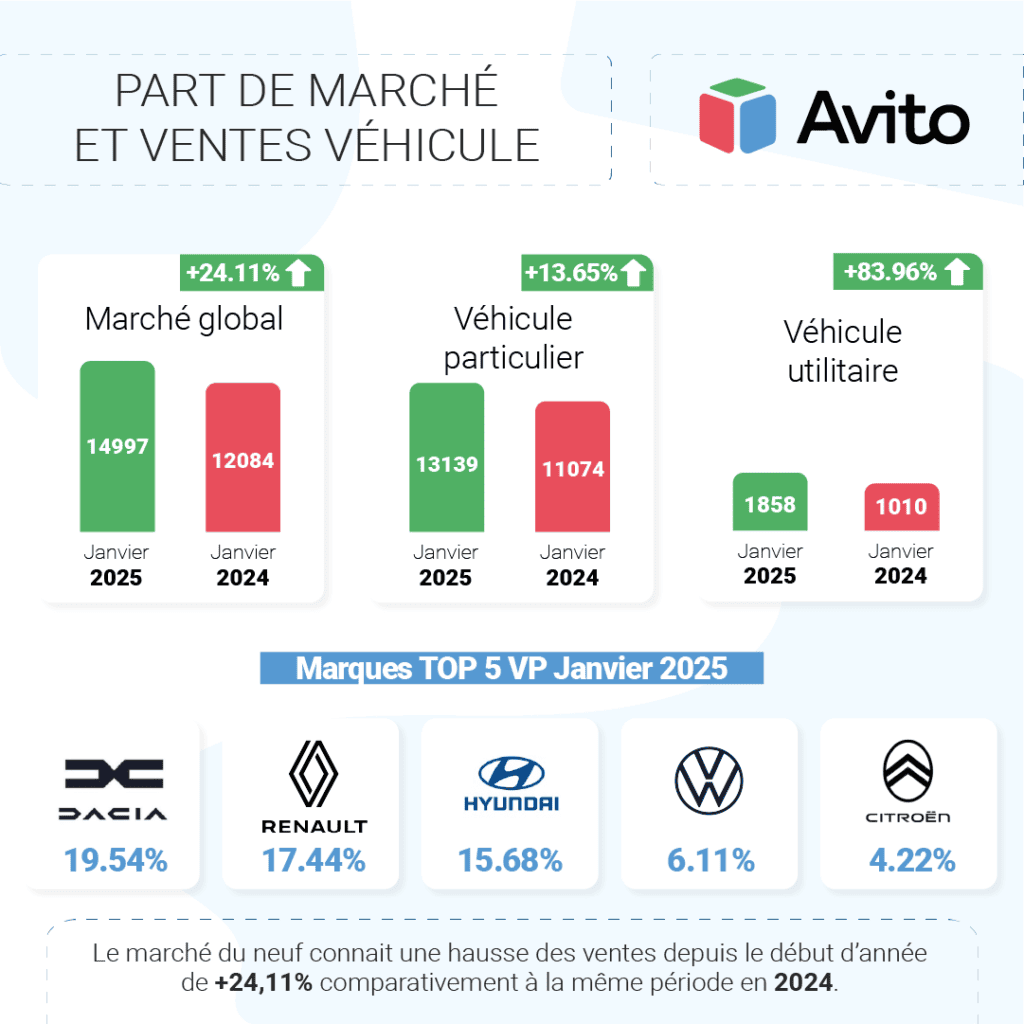 PART DE MARCHÉ
ET VENTES VÉHICULE
Avito
+24.11%
Marché global
14997
12084
Janvier
2025
Janvier
2024
+13.65%
Véhicule
particulier
13139
11074
Janvier
2025
Janvier
2024
+83.96%
Véhicule
utilitaire
1858
1010
Janvier
2025
Janvier
2024
Marques TOP 5 VP Janvier 2025
DACIA
19.54%
RENAULT
17.44%
HYUNDAI
15.68%
6.11%
CITROËN
4.22%
Le marché du neuf connait une hausse des ventes depuis le début d’année
de +24,11% comparativement à la même période en 2024.